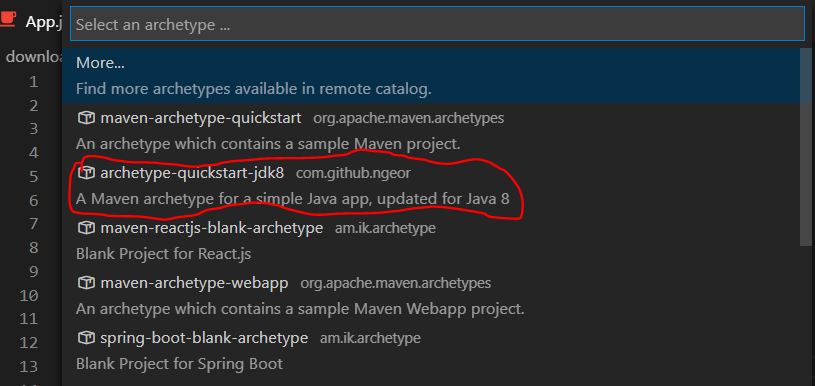 App.j
Select an archetype ...
downloa
More...
Find more archetypes available in remote catalog.
maven-archetype-quickstart org.apache.maven.archetypes
An archetype which contains a sample Maven project.
archetype-quickstart-jdk8 com.github.ngeor
A Maven archetype for a simple Java app, updated for Java 8
maven-reactjs-blank-archetype am.ik.archetype
Blank Project for React.js
maven-archetype-webapp org.apache.maven.archetypes
An archetype which contains a sample Maven Webapp project.
spring-boot-blank-archetype am.ik.archetype
Blank Project for Spring Boot
1
2
3
4
5
6
7
8
9
10
11
12
13